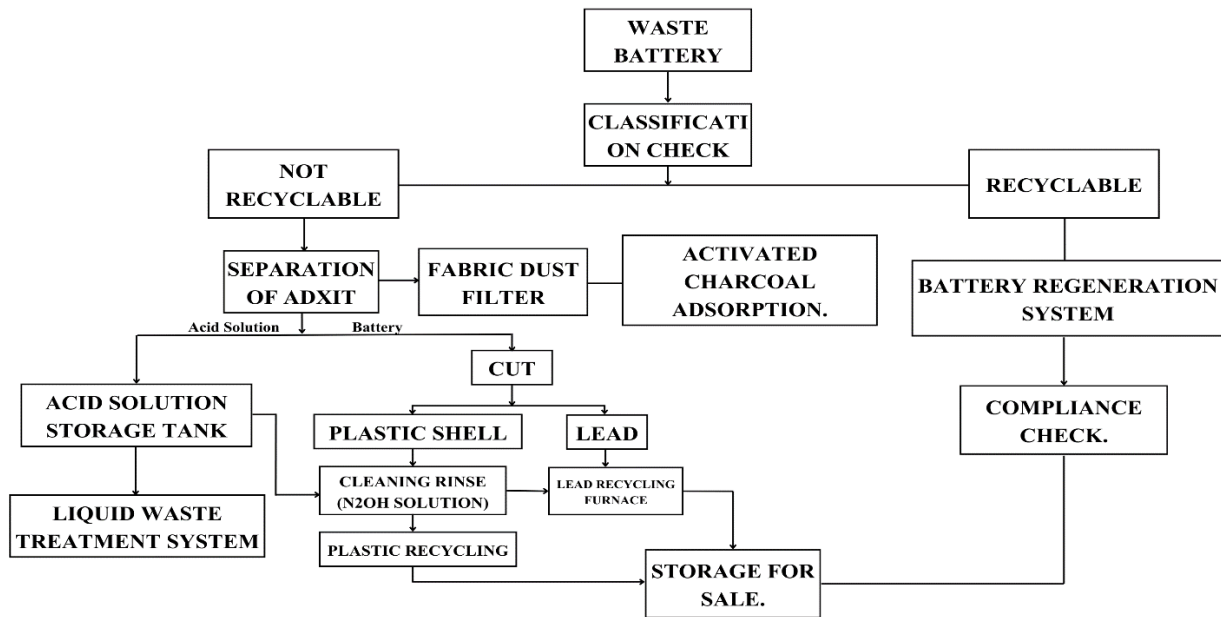 WASTE
BATTERY
CLASSIFICATI
ON CHECK
NOT
RECYCLABLE
RECYCLABLE
SEPARATION
OF ADXIT
FABRIC DUST
FILTER
ACTIVATED
CHARCOAL
ADSORPTION.
BATTERY REGENERATION
SYSTEM
Acid Solution
Battery
CUT
ACID SOLUTION
STORAGE TANK
PLASTIC SHELL
LEAD
COMPLIANCE
CHECK.
CLEANING RINSE
(N2OH SOLUTION)
LEAD RECYCLING
FURNACE
LIQUID WASTE
TREATMENT SYSTEM
PLASTIC RECYCLING
STORAGE FOR
SALE.